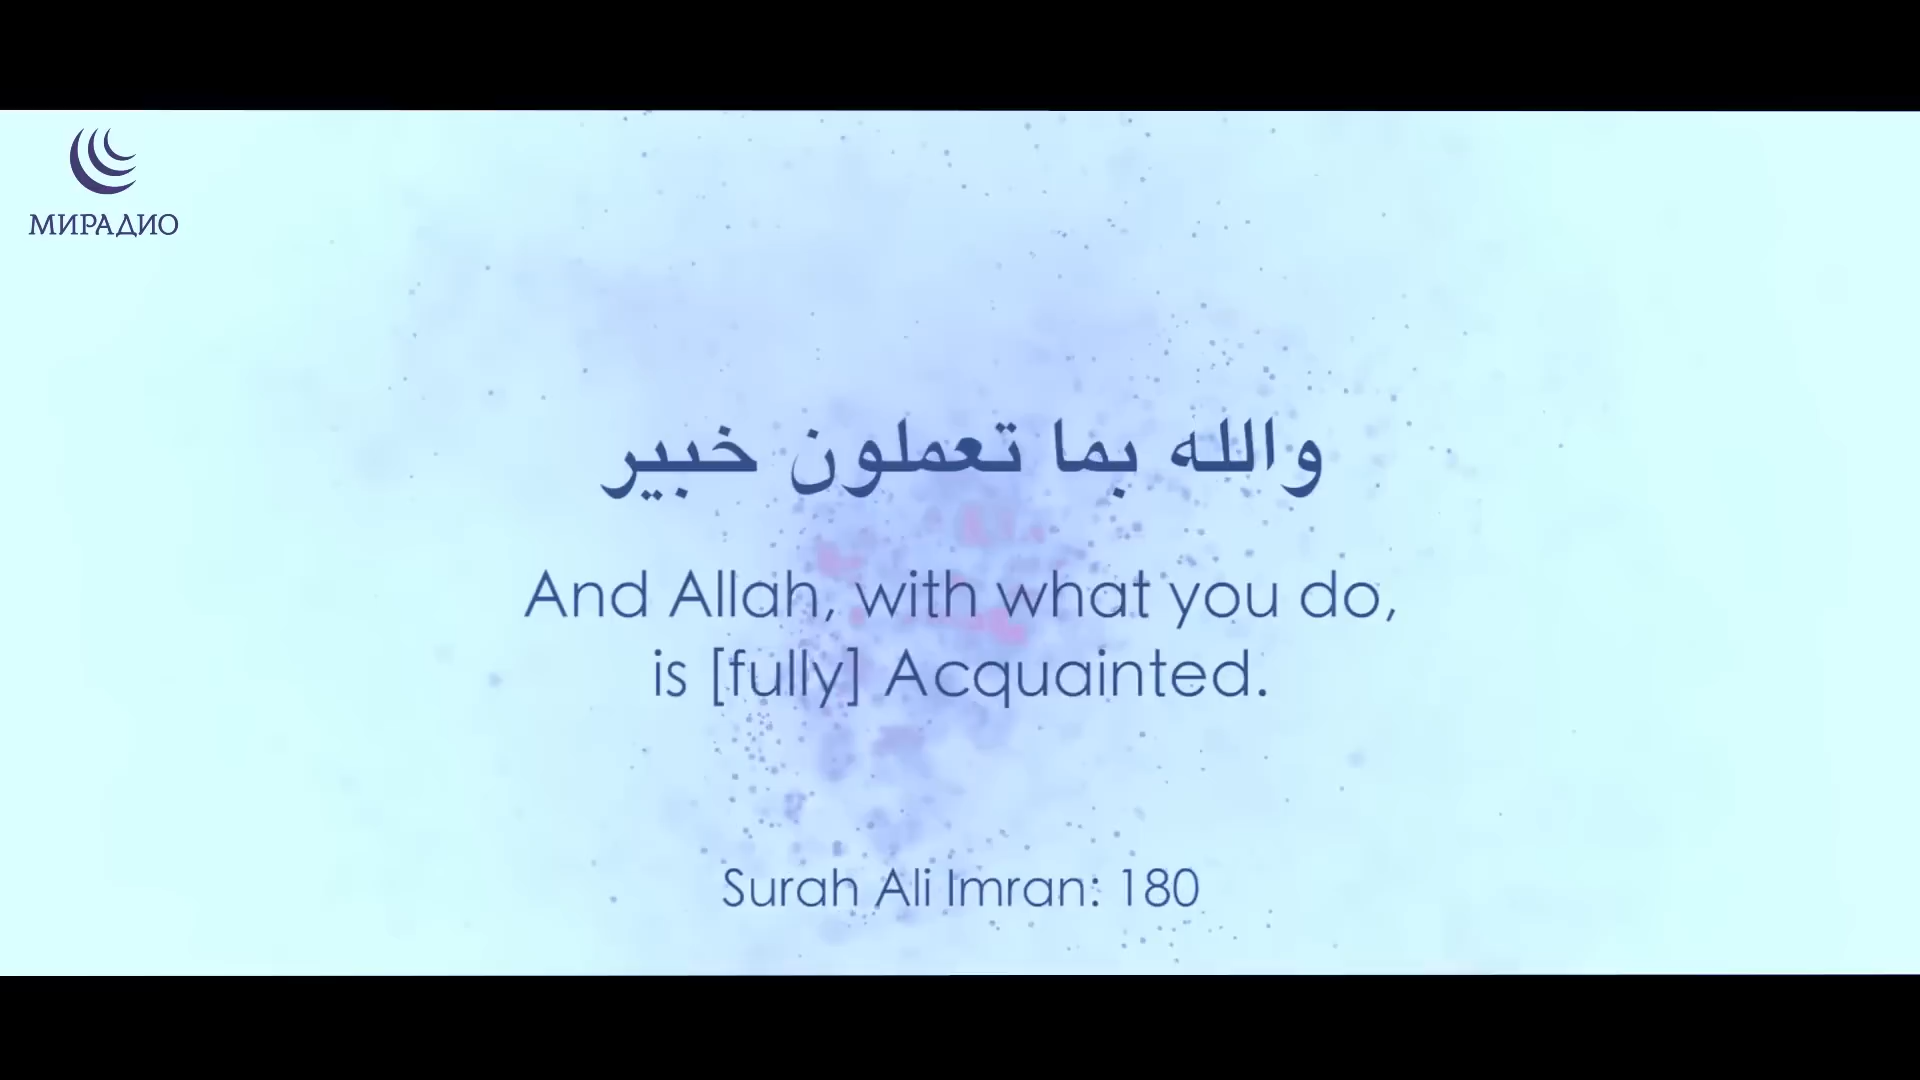 МИРАДИО
والله بما تعملون خبير
And Allah, with what you do,
is [fully] Acquainted.
Surah Ali Imran: 180